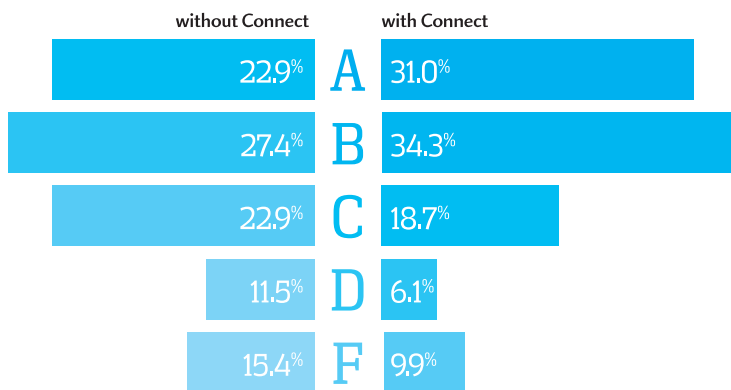 without Connect with Connect
22.9% A 31.0%
27.4% B 34.3%
22.9% C 18.7%
11.5% D 6.1%
15.4% F 9.9%